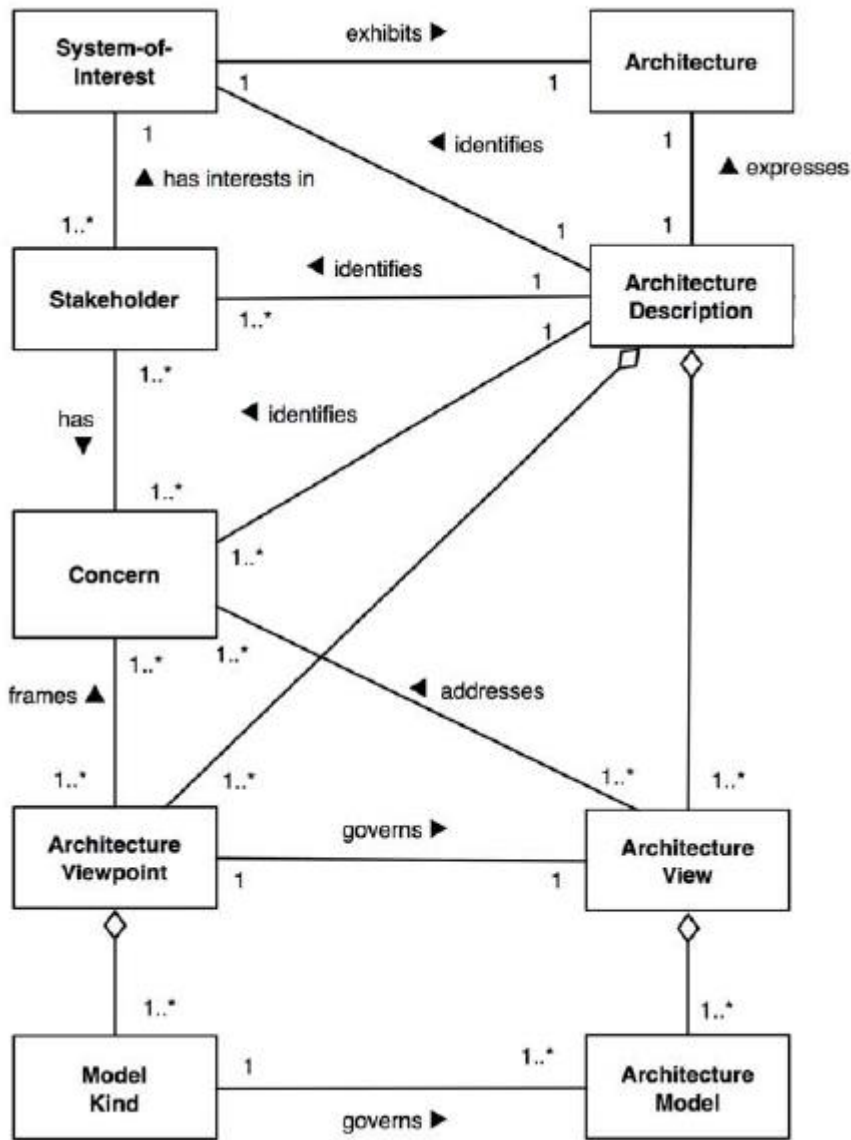 exhibits ▶
System-of-
Interest
Architecture
1
1
1
1
◀ identifies
▲ has interests in
▲ expresses
1..*
1
1
Stakeholder
◀ identifies
1
1..*
Architecture
Description
1..*
1
has
▼
◀ identifies
1..*
1..*
Concern
1..*
1..*
frames ▲
◀ addresses
1..*
1..*
1..*
1..*
Architecture
Viewpoint
governs ▶
1
1
Architecture
View
1..*
1..*
Model
Kind
1
1..*
governs ▶
Architecture
Model